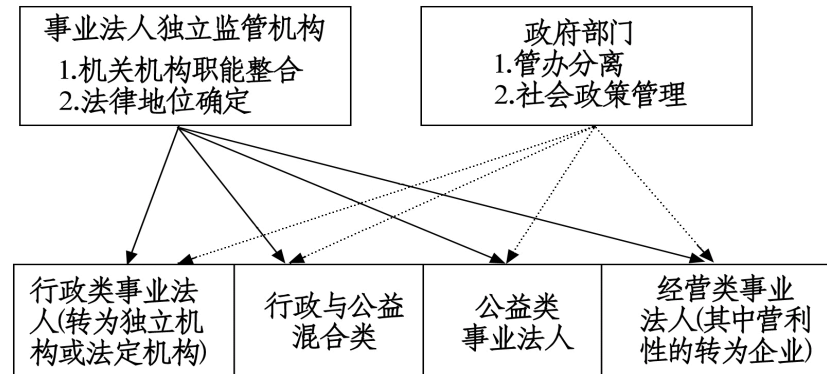 事业法人独立监管机构
1.机关机构职能整合
2.法律地位确定
政府部门
1.管办分离
2.社会政策管理
行政类事业法
人(转为独立机
构或法定机构)
行政与公益
混合类
公益类
事业法人
经营类事业
法人(其中营利
性的转为企业)